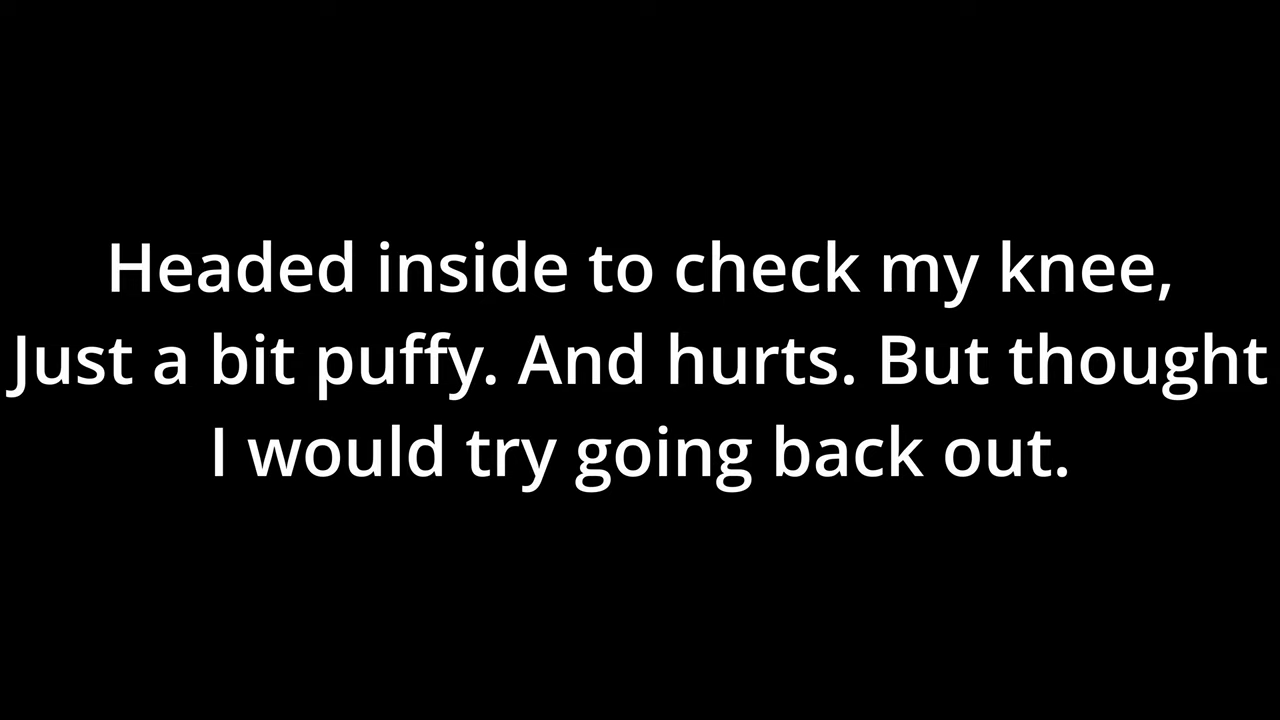 Headed inside to check my knee,
Just a bit puffy. And hurts. But thought
I would try going back out.